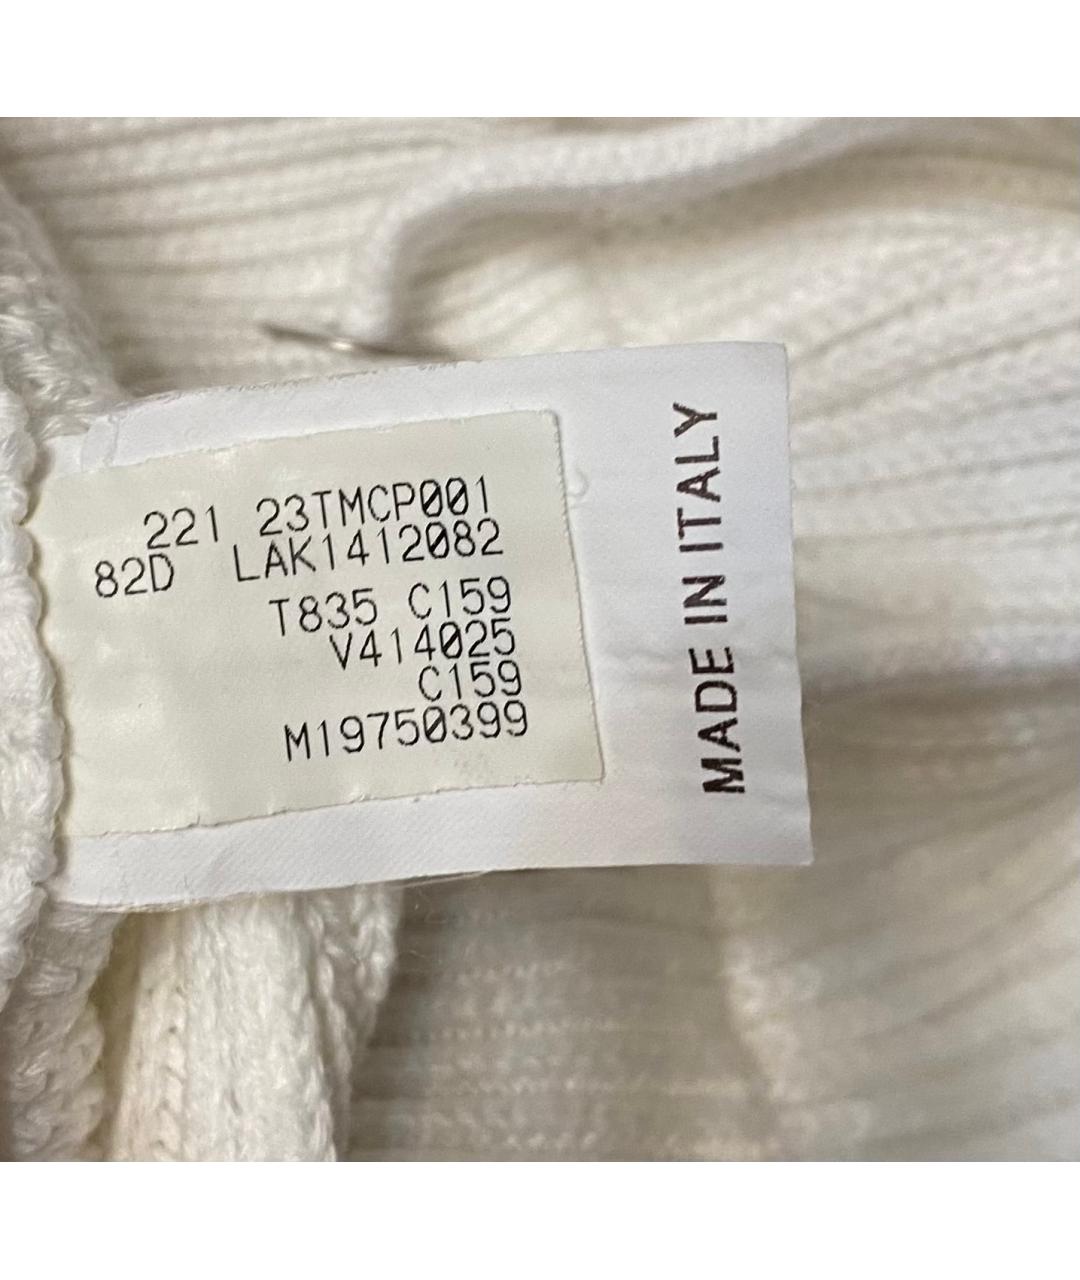 221 23TMCP001
82D LAK1412082
T835 C159
V414025
C159
M19750399
MADE IN ITALY